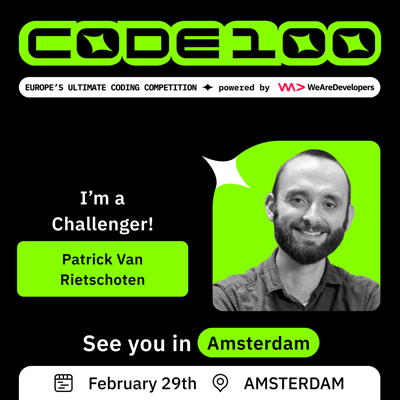 CODE100
EUROPE'S ULTIMATE CODING COMPETITION powered by WeAreDevelopers
I'm a
Challenger!
Patrick Van
Rietschoten
See you in Amsterdam
February 29th AMSTERDAM